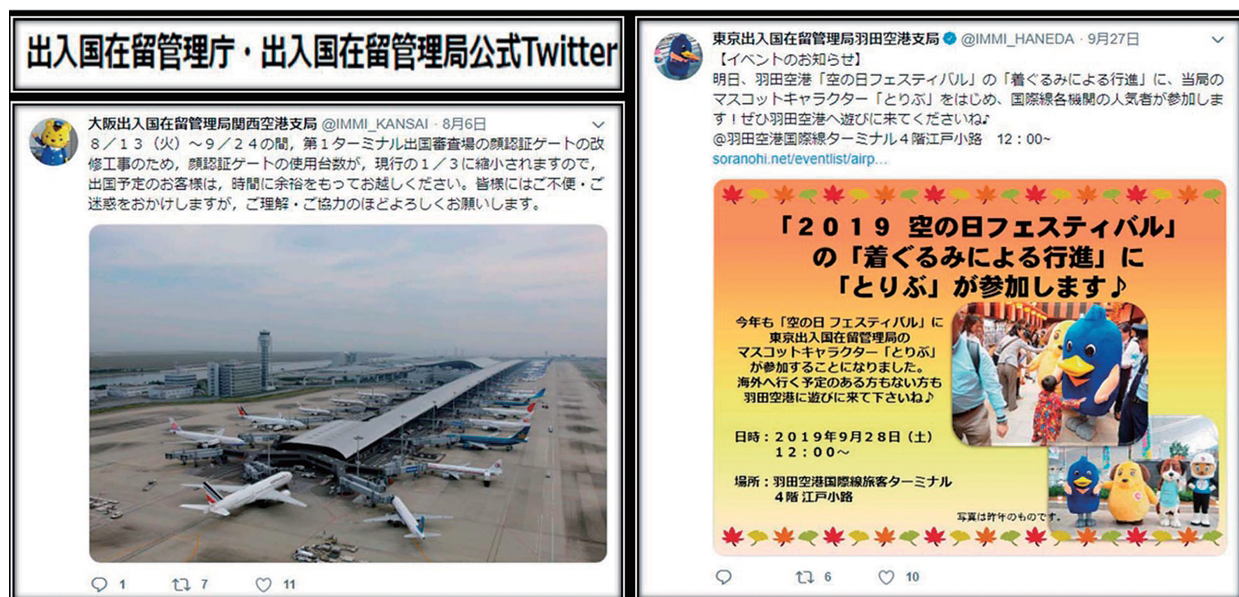 出入国在留管理庁・出入国在留管理局公式Twitter
大阪出入国在留管理局関西空港支局 @IMMI_KANSAI · 8月6日
８／１３（火）～９／２４の間，第１ターミナル出国審査場の顔認証ゲートの改
修工事のため，顔認証ゲートの使用台数が，現行の１／３に縮小されますので，
出国予定のお客様は，時間に余裕をもってお越しください。皆様にはご不便・ご
迷惑をおかけしますが，ご理解・ご協力のほどよろしくお願いします。
1 7 11
東京出入国在留管理局羽田空港支局 @IMMI_HANEDA · 9月27日
【イベントのお知らせ】
明日、羽田空港「空の日フェスティバル」の「着ぐるみによる行進」に、当局の
マスコットキャラクター「とりぶ」をはじめ、国際線各機関の人気者が参加しま
す！ぜひ羽田空港へ遊びに来てくださいね♪
＠羽田空港国際線ターミナル４階江戸小路　１２：００~
soranohi.net/eventlist/airp…
「２０１９ 空の日フェスティバル」
の「着ぐるみによる行進」に
「とりぶ」が参加します♪
今年も「空の日 フェスティバル」に
東京出入国在留管理局の
マスコットキャラクター「とりぶ」
が参加することになりました。
海外へ行く予定のある方もない方も
羽田空港に遊びに来て下さいね♪
日時：２０１９年９月２８日（土）
１２：００～
場所：羽田空港国際線旅客ターミナル
４階 江戸小路
写真は昨年のものです。
6 10